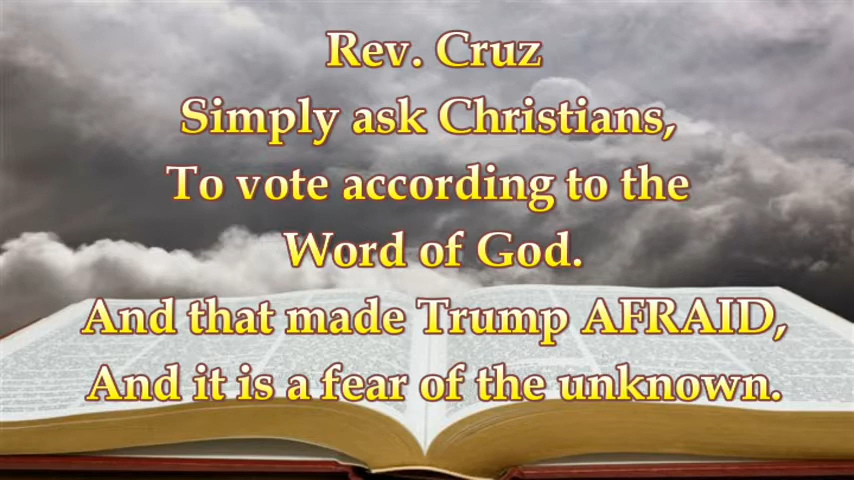 Rev. Cruz
Simply ask Christians,
To vote according to the
Word of God.
And that made Trump AFRAID,
And it is a fear of the unknown.